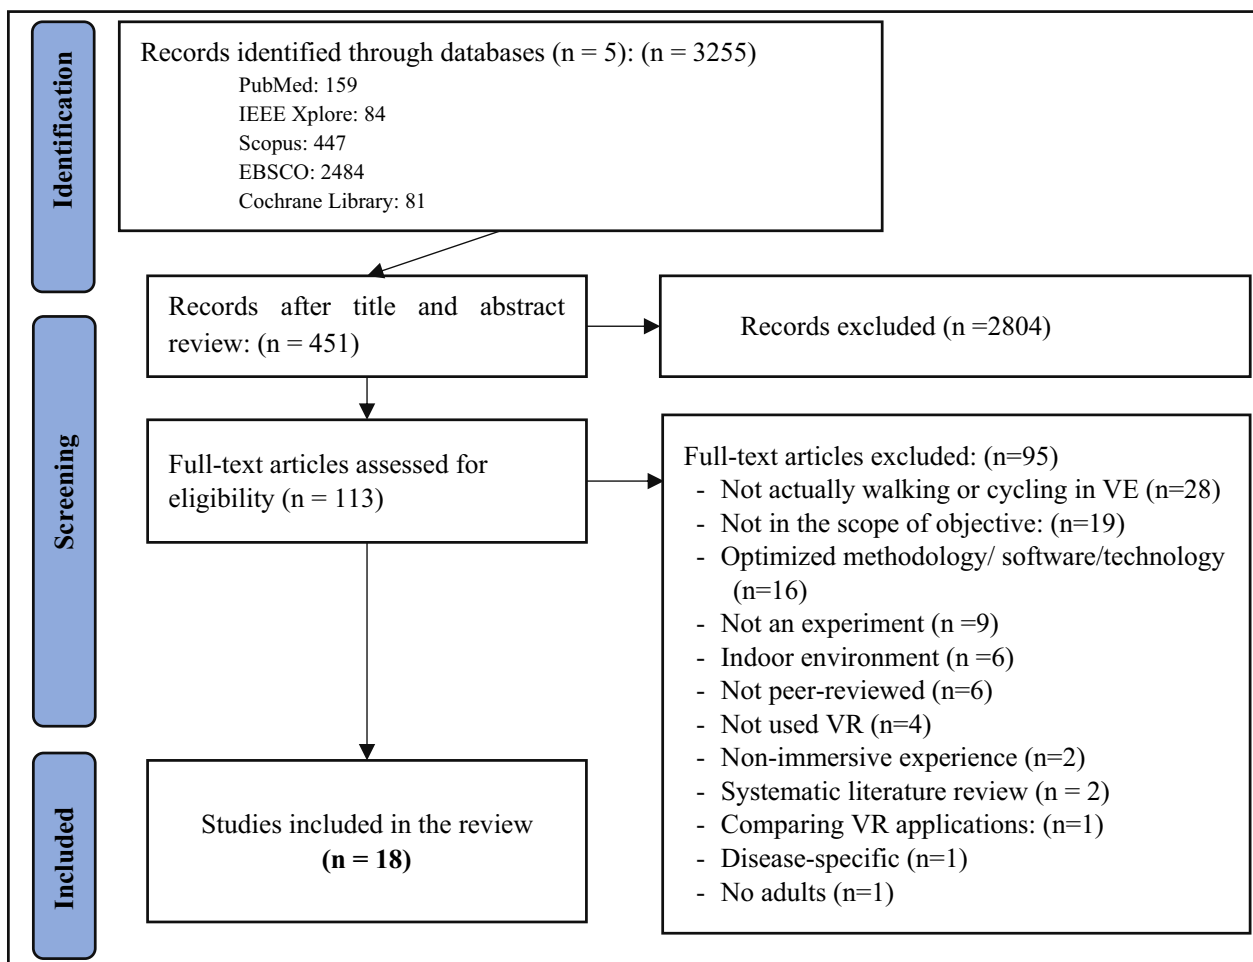 Identification
Records identified through databases (n = 5): (n = 3255)
PubMed: 159
IEEE Xplore: 84
Scopus: 447
EBSCO: 2484
Cochrane Library: 81
Records after title and abstract
review: (n = 451)
Records excluded (n =2804)
Screening
Full-text articles assessed for
eligibility (n = 113)
Full-text articles excluded: (n=95)
- Not actually walking or cycling in VE (n=28)
- Not in the scope of objective: (n=19)
- Optimized methodology/ software/technology
(n=16)
- Not an experiment (n =9)
- Indoor environment (n =6)
- Not peer-reviewed (n=6)
- Not used VR (n=4)
- Non-immersive experience (n=2)
- Systematic literature review (n = 2)
- Comparing VR applications: (n=1)
- Disease-specific (n=1)
- No adults (n=1)
Included
Studies included in the review
(n = 18)